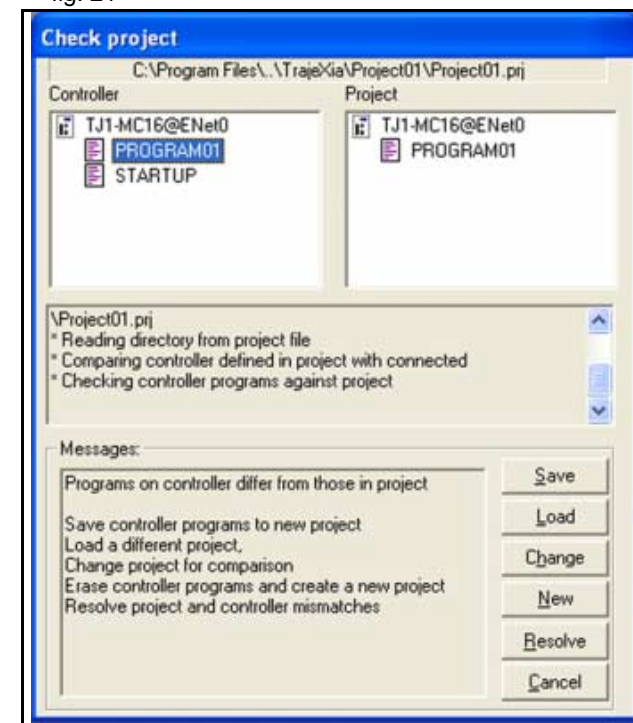 fig. 21
Check project
C:\Program Files\..\TrajeXia\Project01\Project01.prj
Controller
Project
TJ1-MC16@ENet0
PROGRAM01
STARTUP
TJ1-MC16@ENet0
PROGRAM01
\Project01.prj
* Reading directory from project file
* Comparing controller defined in project with connected
* Checking controller programs against project
Messages:
Programs on controller differ from those in project
Save controller programs to new project
Load a different project,
Change project for comparison
Erase controller programs and create a new project
Resolve project and controller mismatches
Save
Load
Change
New
Resolve
Cancel